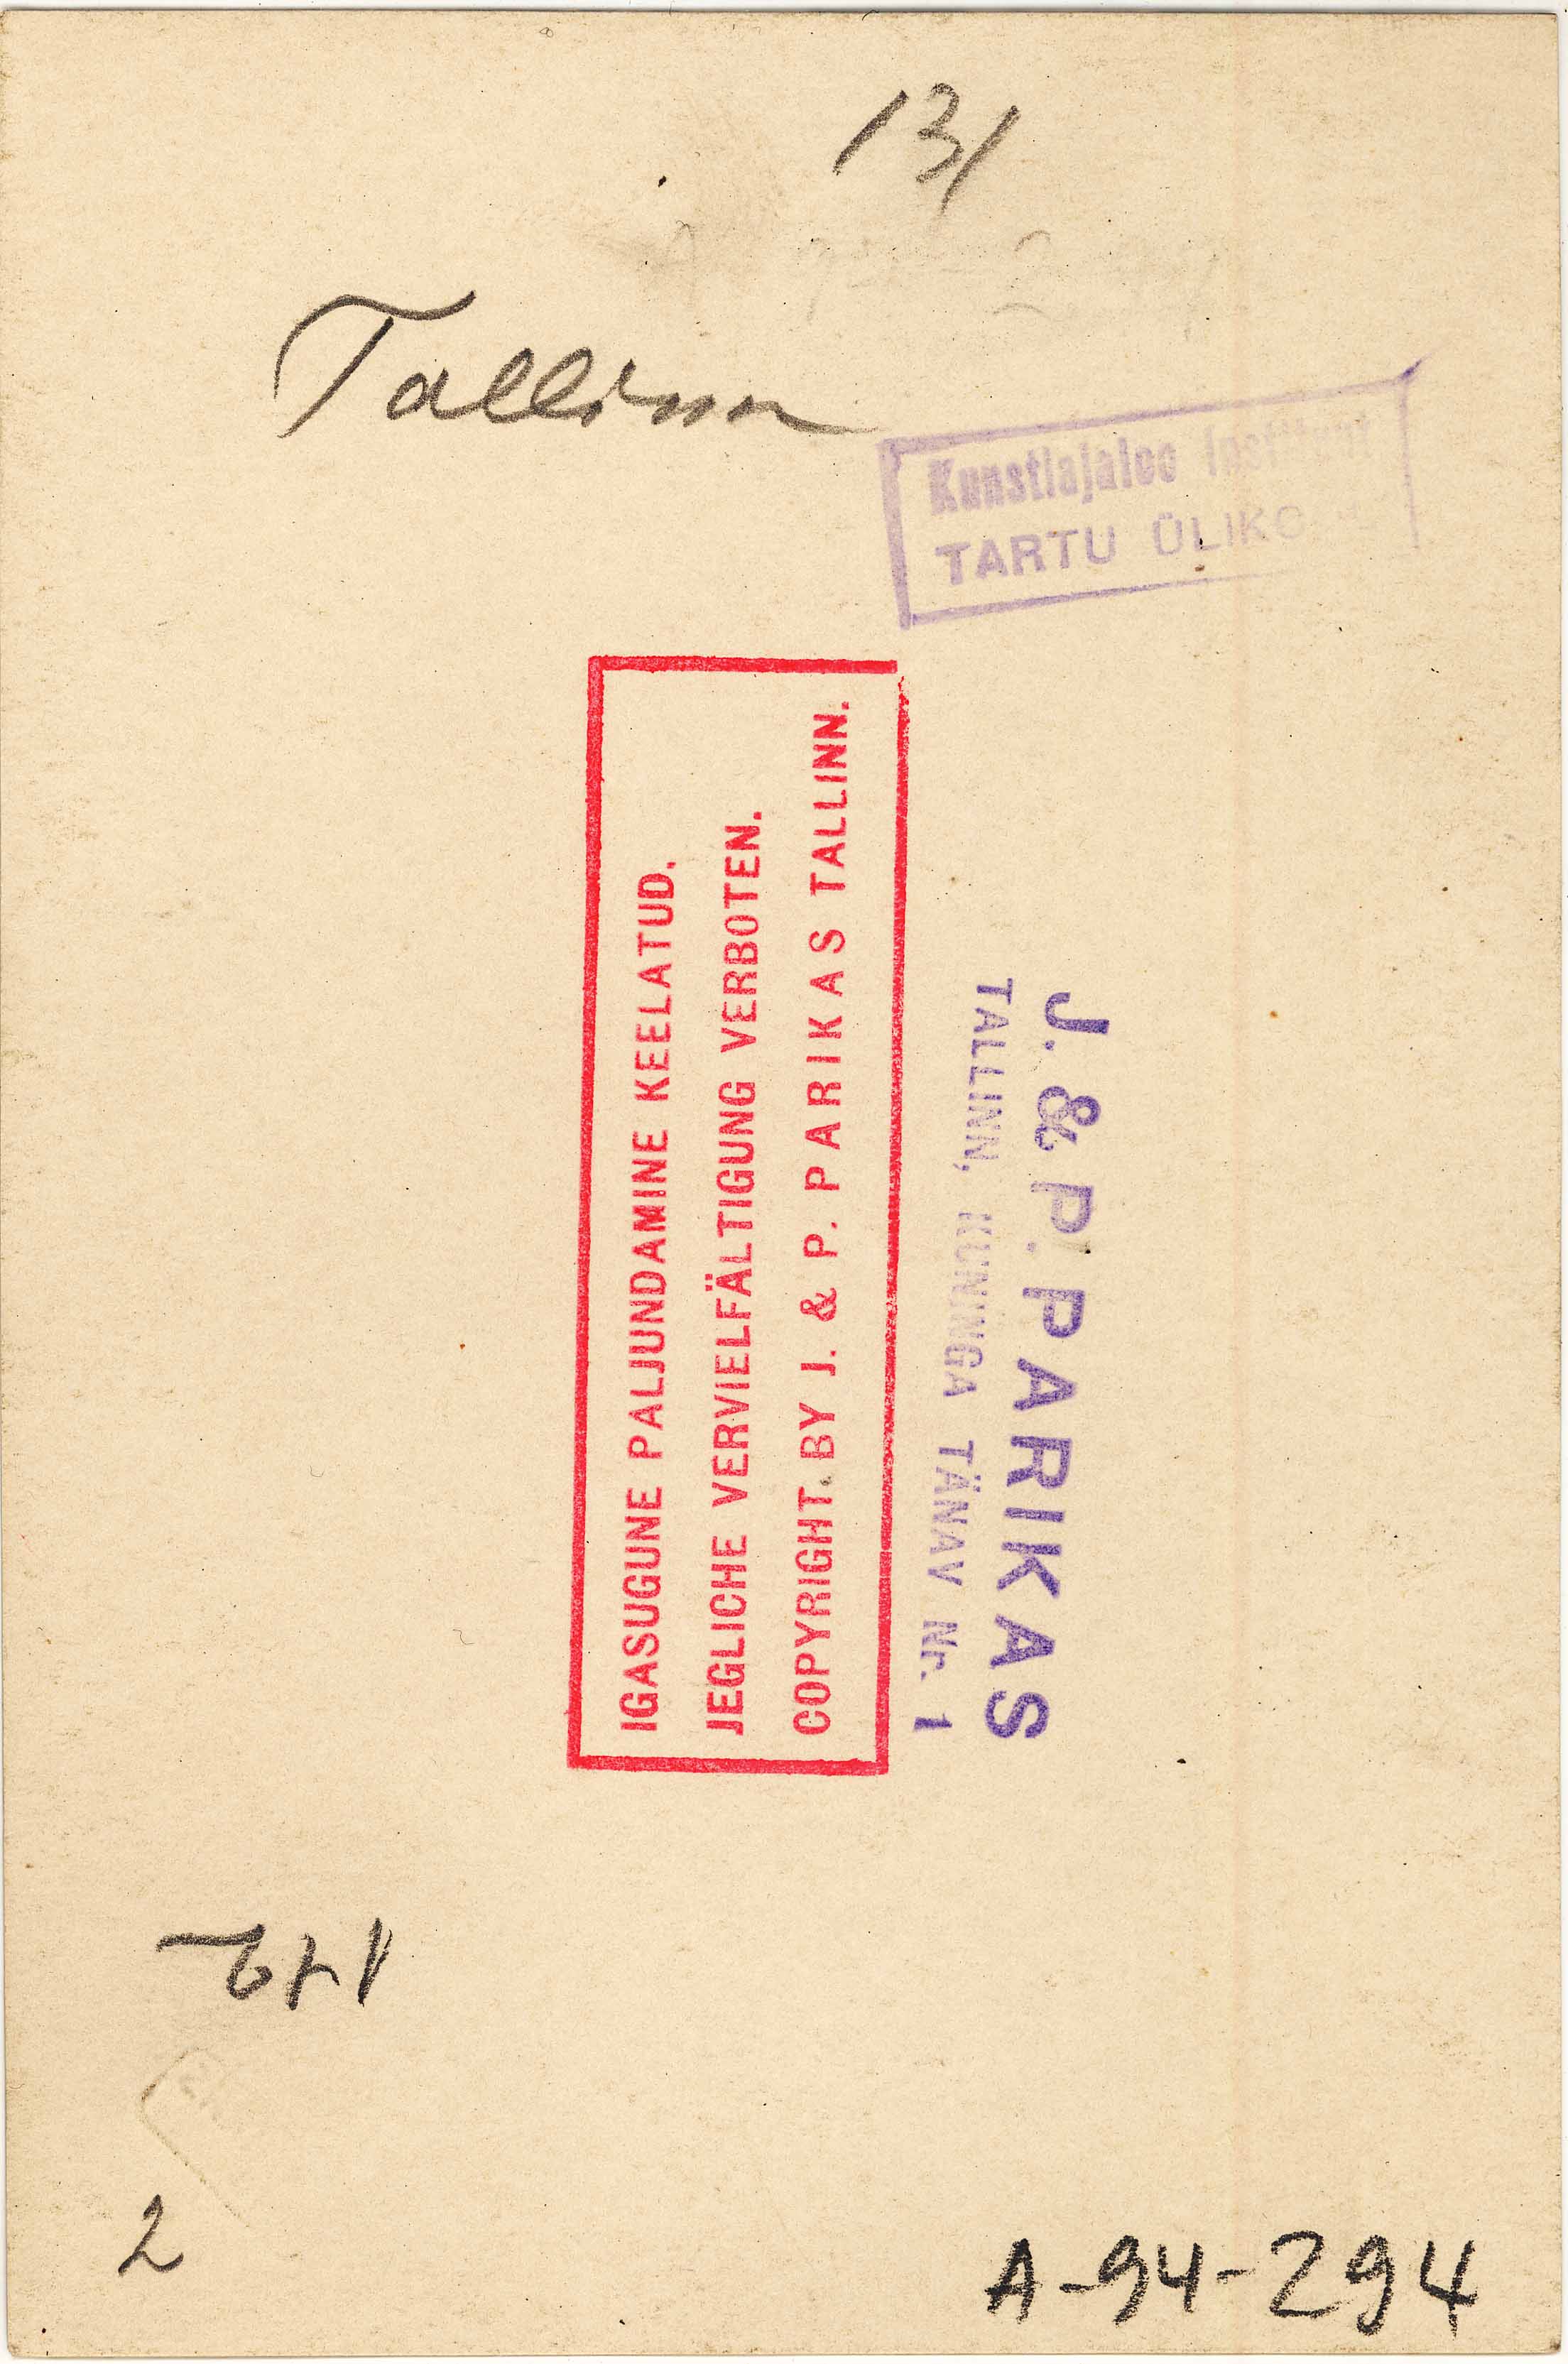 131
Tallinn
Kunstiajaloo Instituut
TARTU ÜLIKO
IGASUGUNE PALJUNDAMINE KEELATUD.
JEGLICHE VERVIELFÄLTIGUNG VERBOTEN.
COPYRIGHT. BY J. & P. PARIKAS TALLINN.
J. & P. PARIKAS
TALLINN, KUNINGA TÄNAV Nr. 1
2
A-94-294